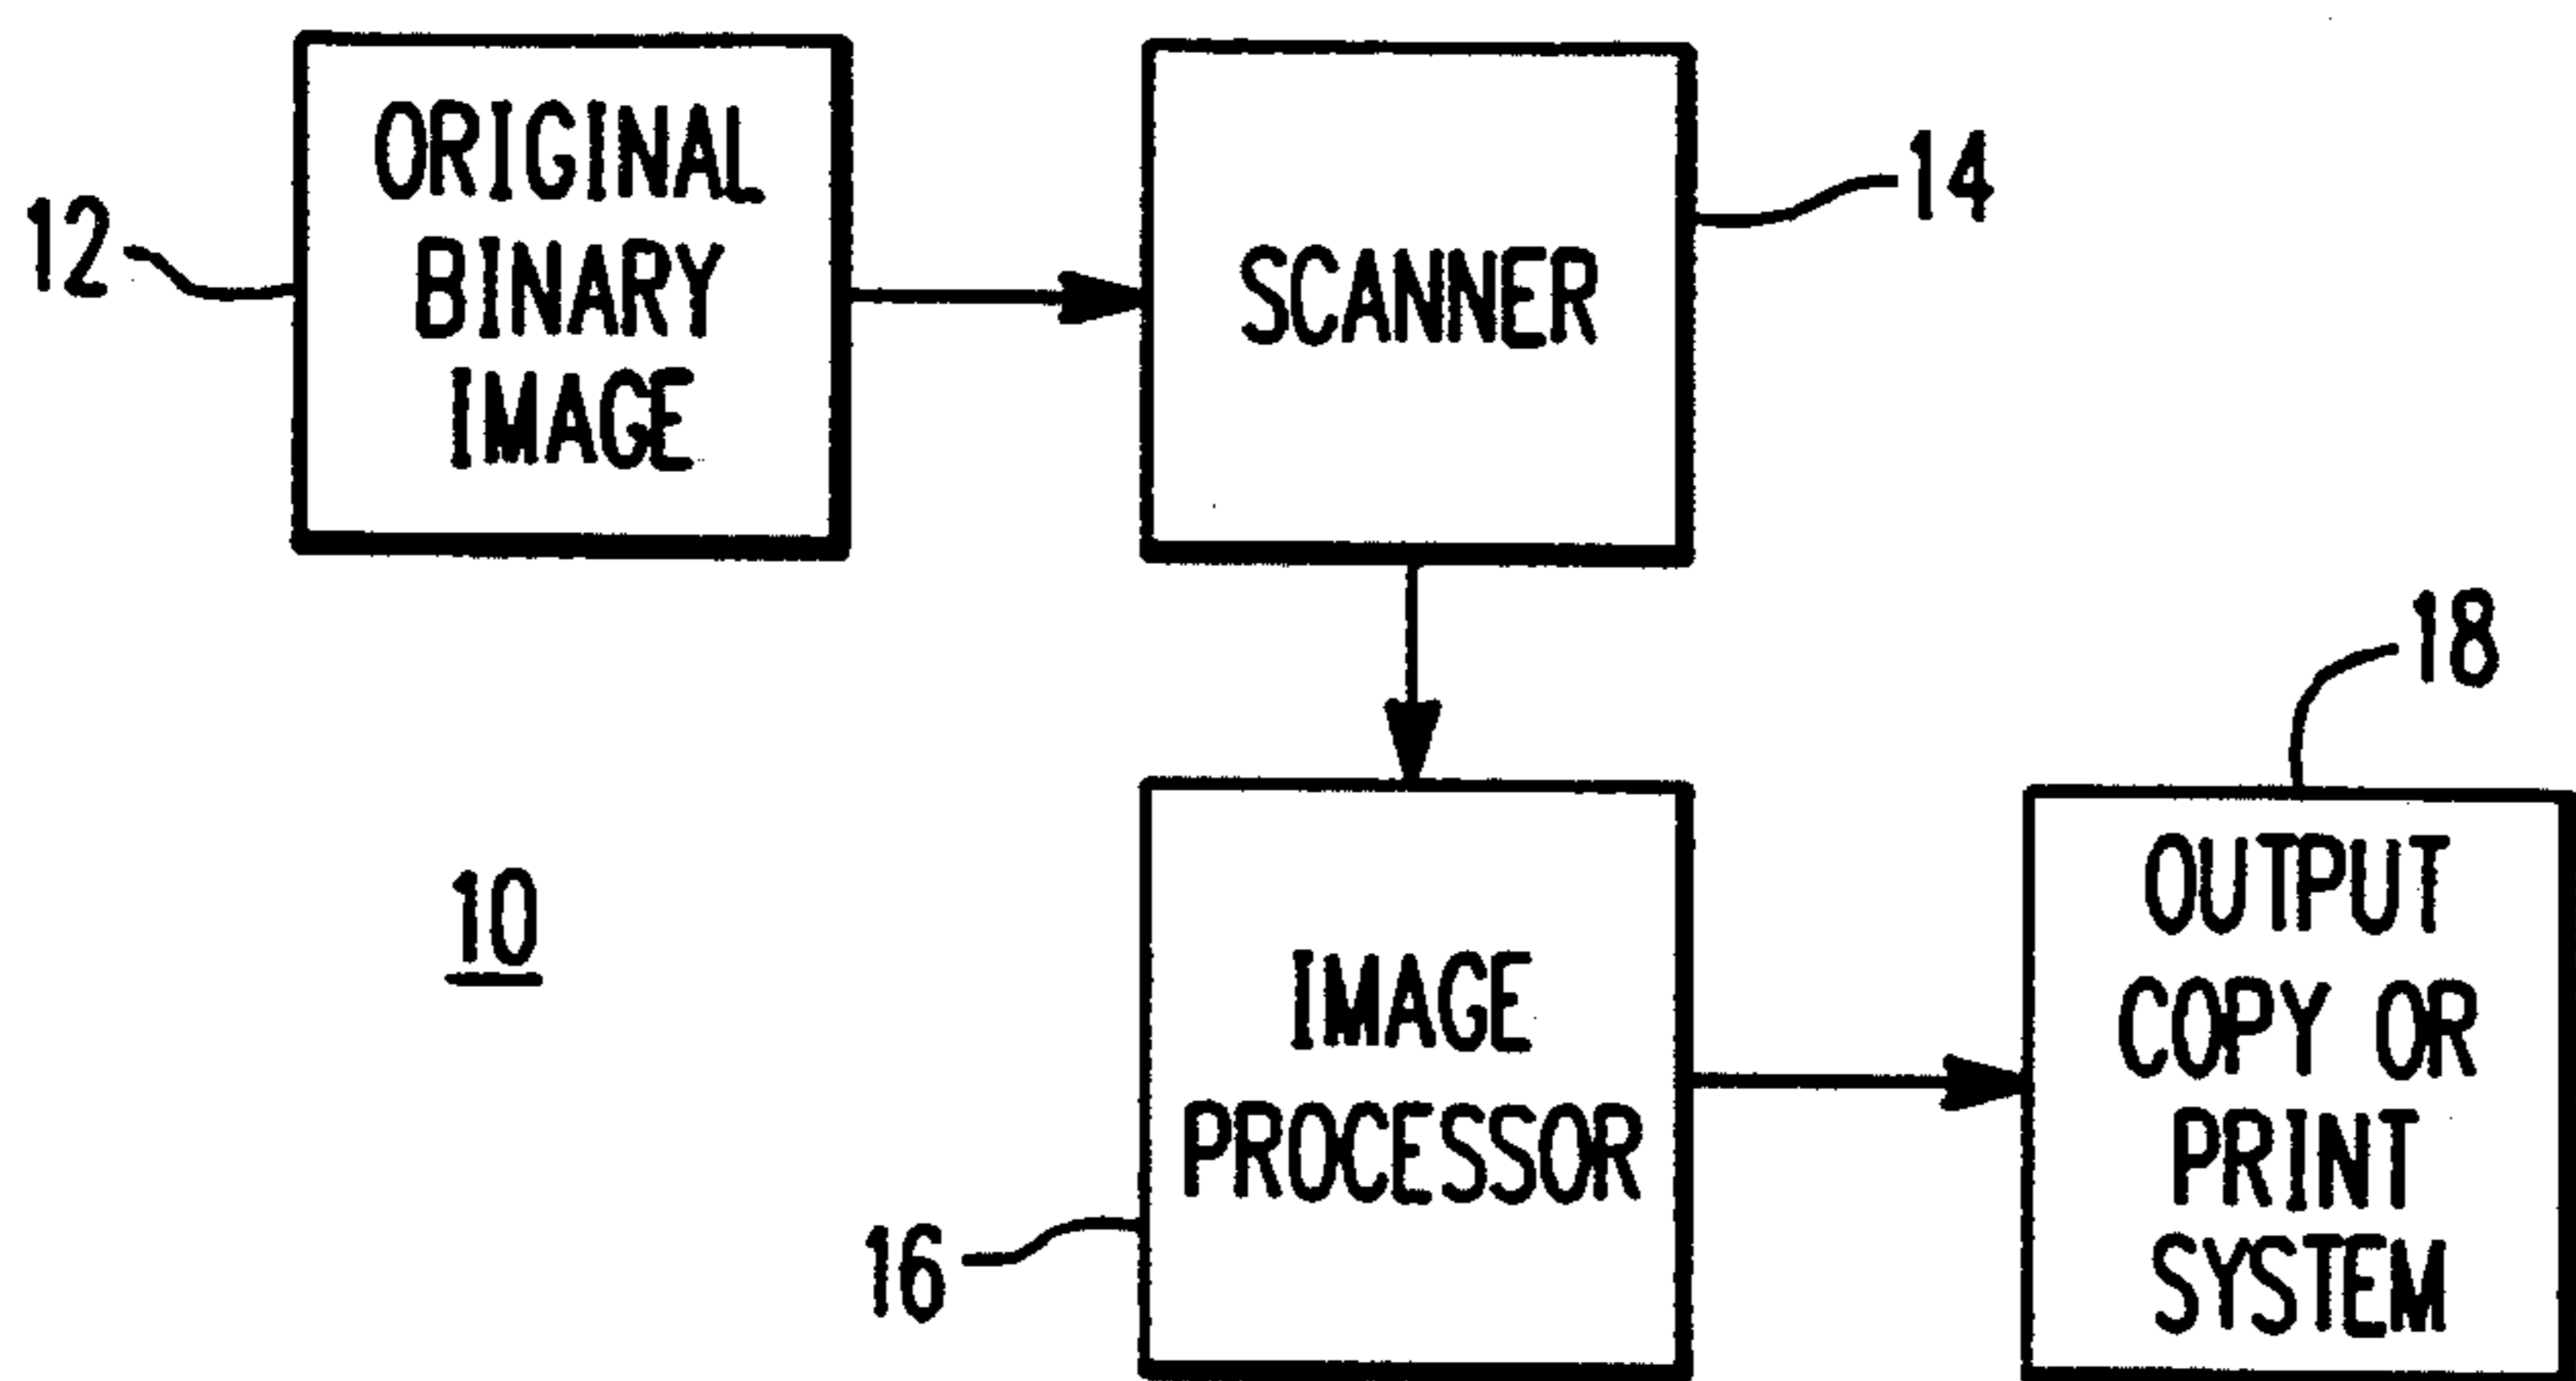 12
ORIGINAL
BINARY
IMAGE
SCANNER
14
10
16
IMAGE
PROCESSOR
18
OUTPUT
COPY OR
PRINT
SYSTEM